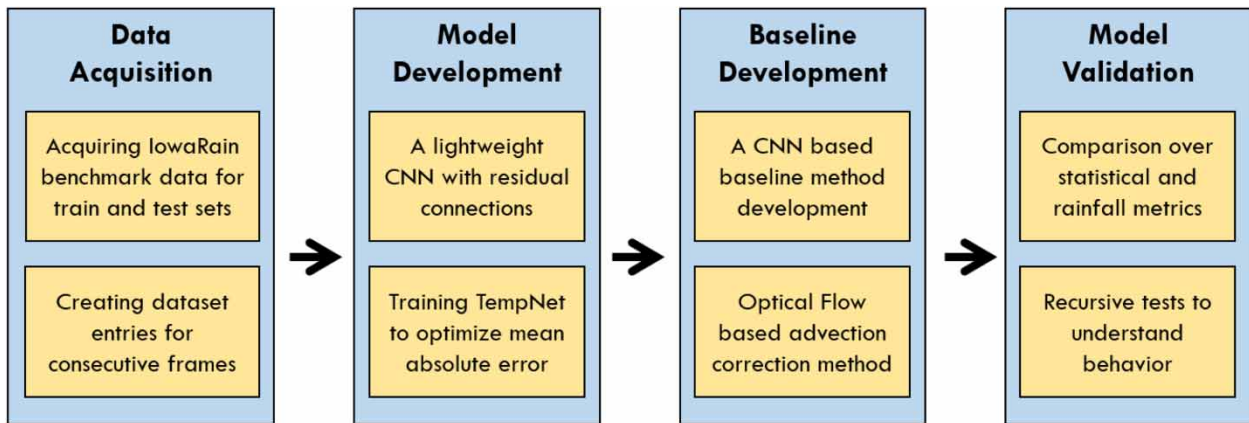 Data
Acquisition
Acquiring IowaRain
benchmark data for
train and test sets
Creating dataset
entries for
consecutive frames
Model
Development
A lightweight
CNN with residual
connections
Training TempNet
to optimize mean
absolute error
Baseline
Development
A CNN based
baseline method
development
Optical Flow
based advection
correction method
Model
Validation
Comparison over
statistical and
rainfall metrics
Recursive tests to
understand
behavior